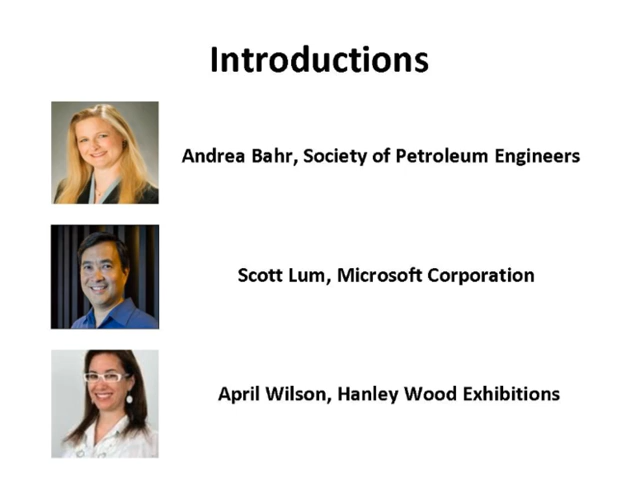 Introductions
Andrea Bahr, Society of Petroleum Engineers
Scott Lum, Microsoft Corporation
April Wilson, Hanley Wood Exhibitions